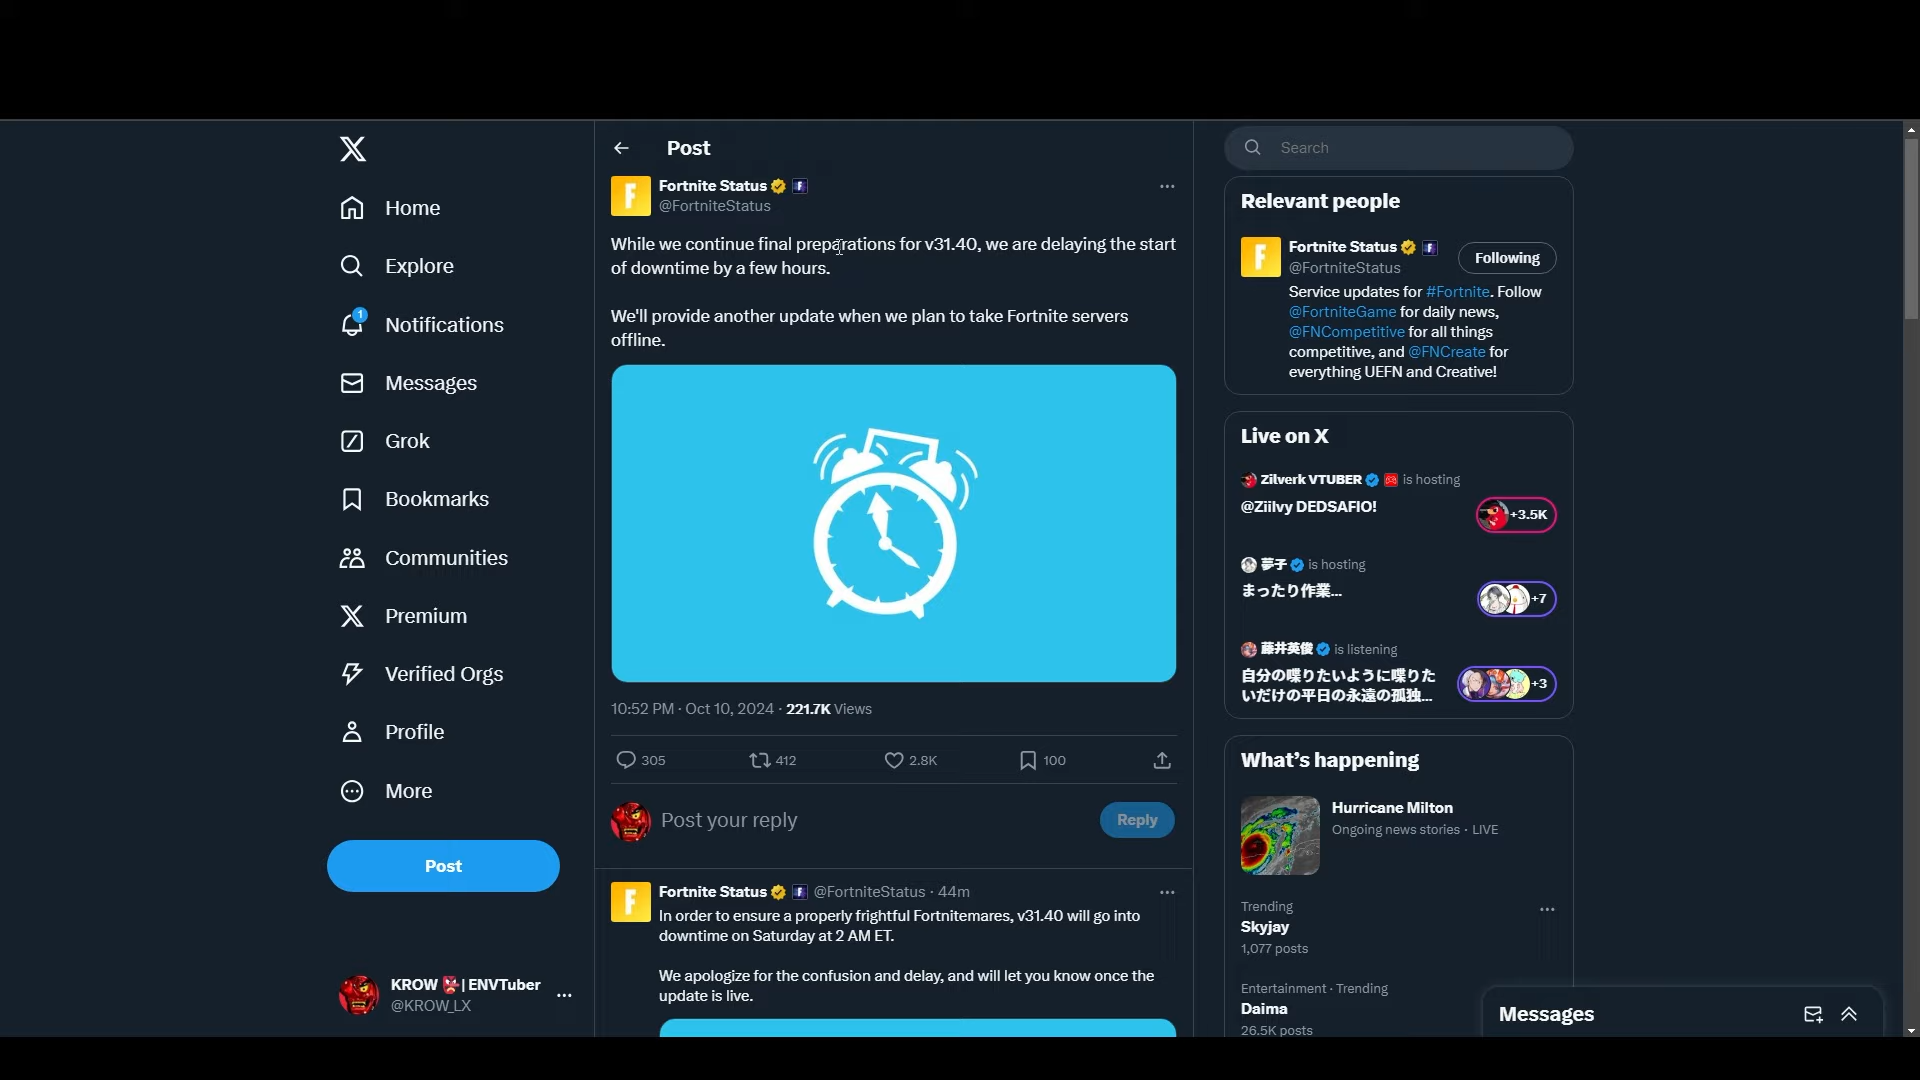 Home
Explore
1
Notifications
Messages
Grok
Bookmarks
Communities
Premium
Verified Orgs
Profile
More
Post
KROW 👺| ENVTuber
@KROW_LX
Post
Fortnite Status
@FortniteStatus
While we continue final preparations for v31.40, we are delaying the start
of downtime by a few hours.
We'll provide another update when we plan to take Fortnite servers
offline.
10:52 PM · Oct 10, 2024 · 221.7K Views
305
412
2.8K
100
Post your reply
Reply
Fortnite Status @FortniteStatus · 44m
In order to ensure a properly frightful Fortnitemares, v31.40 will go into
downtime on Saturday at 2 AM ET.
We apologize for the confusion and delay, and will let you know once the
update is live.
Search
Relevant people
Fortnite Status
@FortniteStatus
Following
Service updates for #Fortnite. Follow
@FortniteGame for daily news,
@FNCompetitive for all things
competitive, and @FNCreate for
everything UEFN and Creative!
Live on X
Zilverk VTUBER is hosting
@Ziilvy DEDSAFIO!
+3.5K
夢子 is hosting
まったり作業...
+7
藤井英俊 is listening
自分の喋りたいように喋りた
いだけの平日の永遠の孤独...
+3
What's happening
Hurricane Milton
Ongoing news stories · LIVE
Trending
Skyjay
1,077 posts
Entertainment · Trending
Daima
26.5K posts
Messages